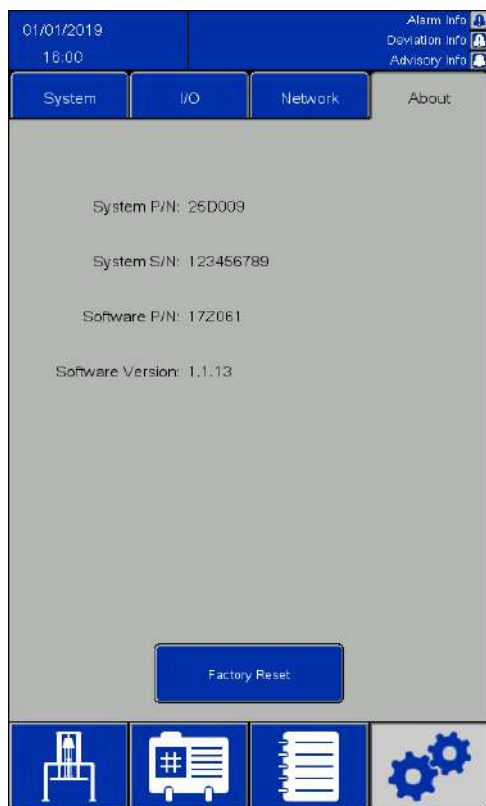 01/01/2019
16:00
Alarm Info
Deviation Info
Advisory Info
System
I/O
Network
About
System P/N: 25D009
System S/N: 123456789
Software P/N: 17Z061
Software Version: 1.1.13
Factory Reset
#